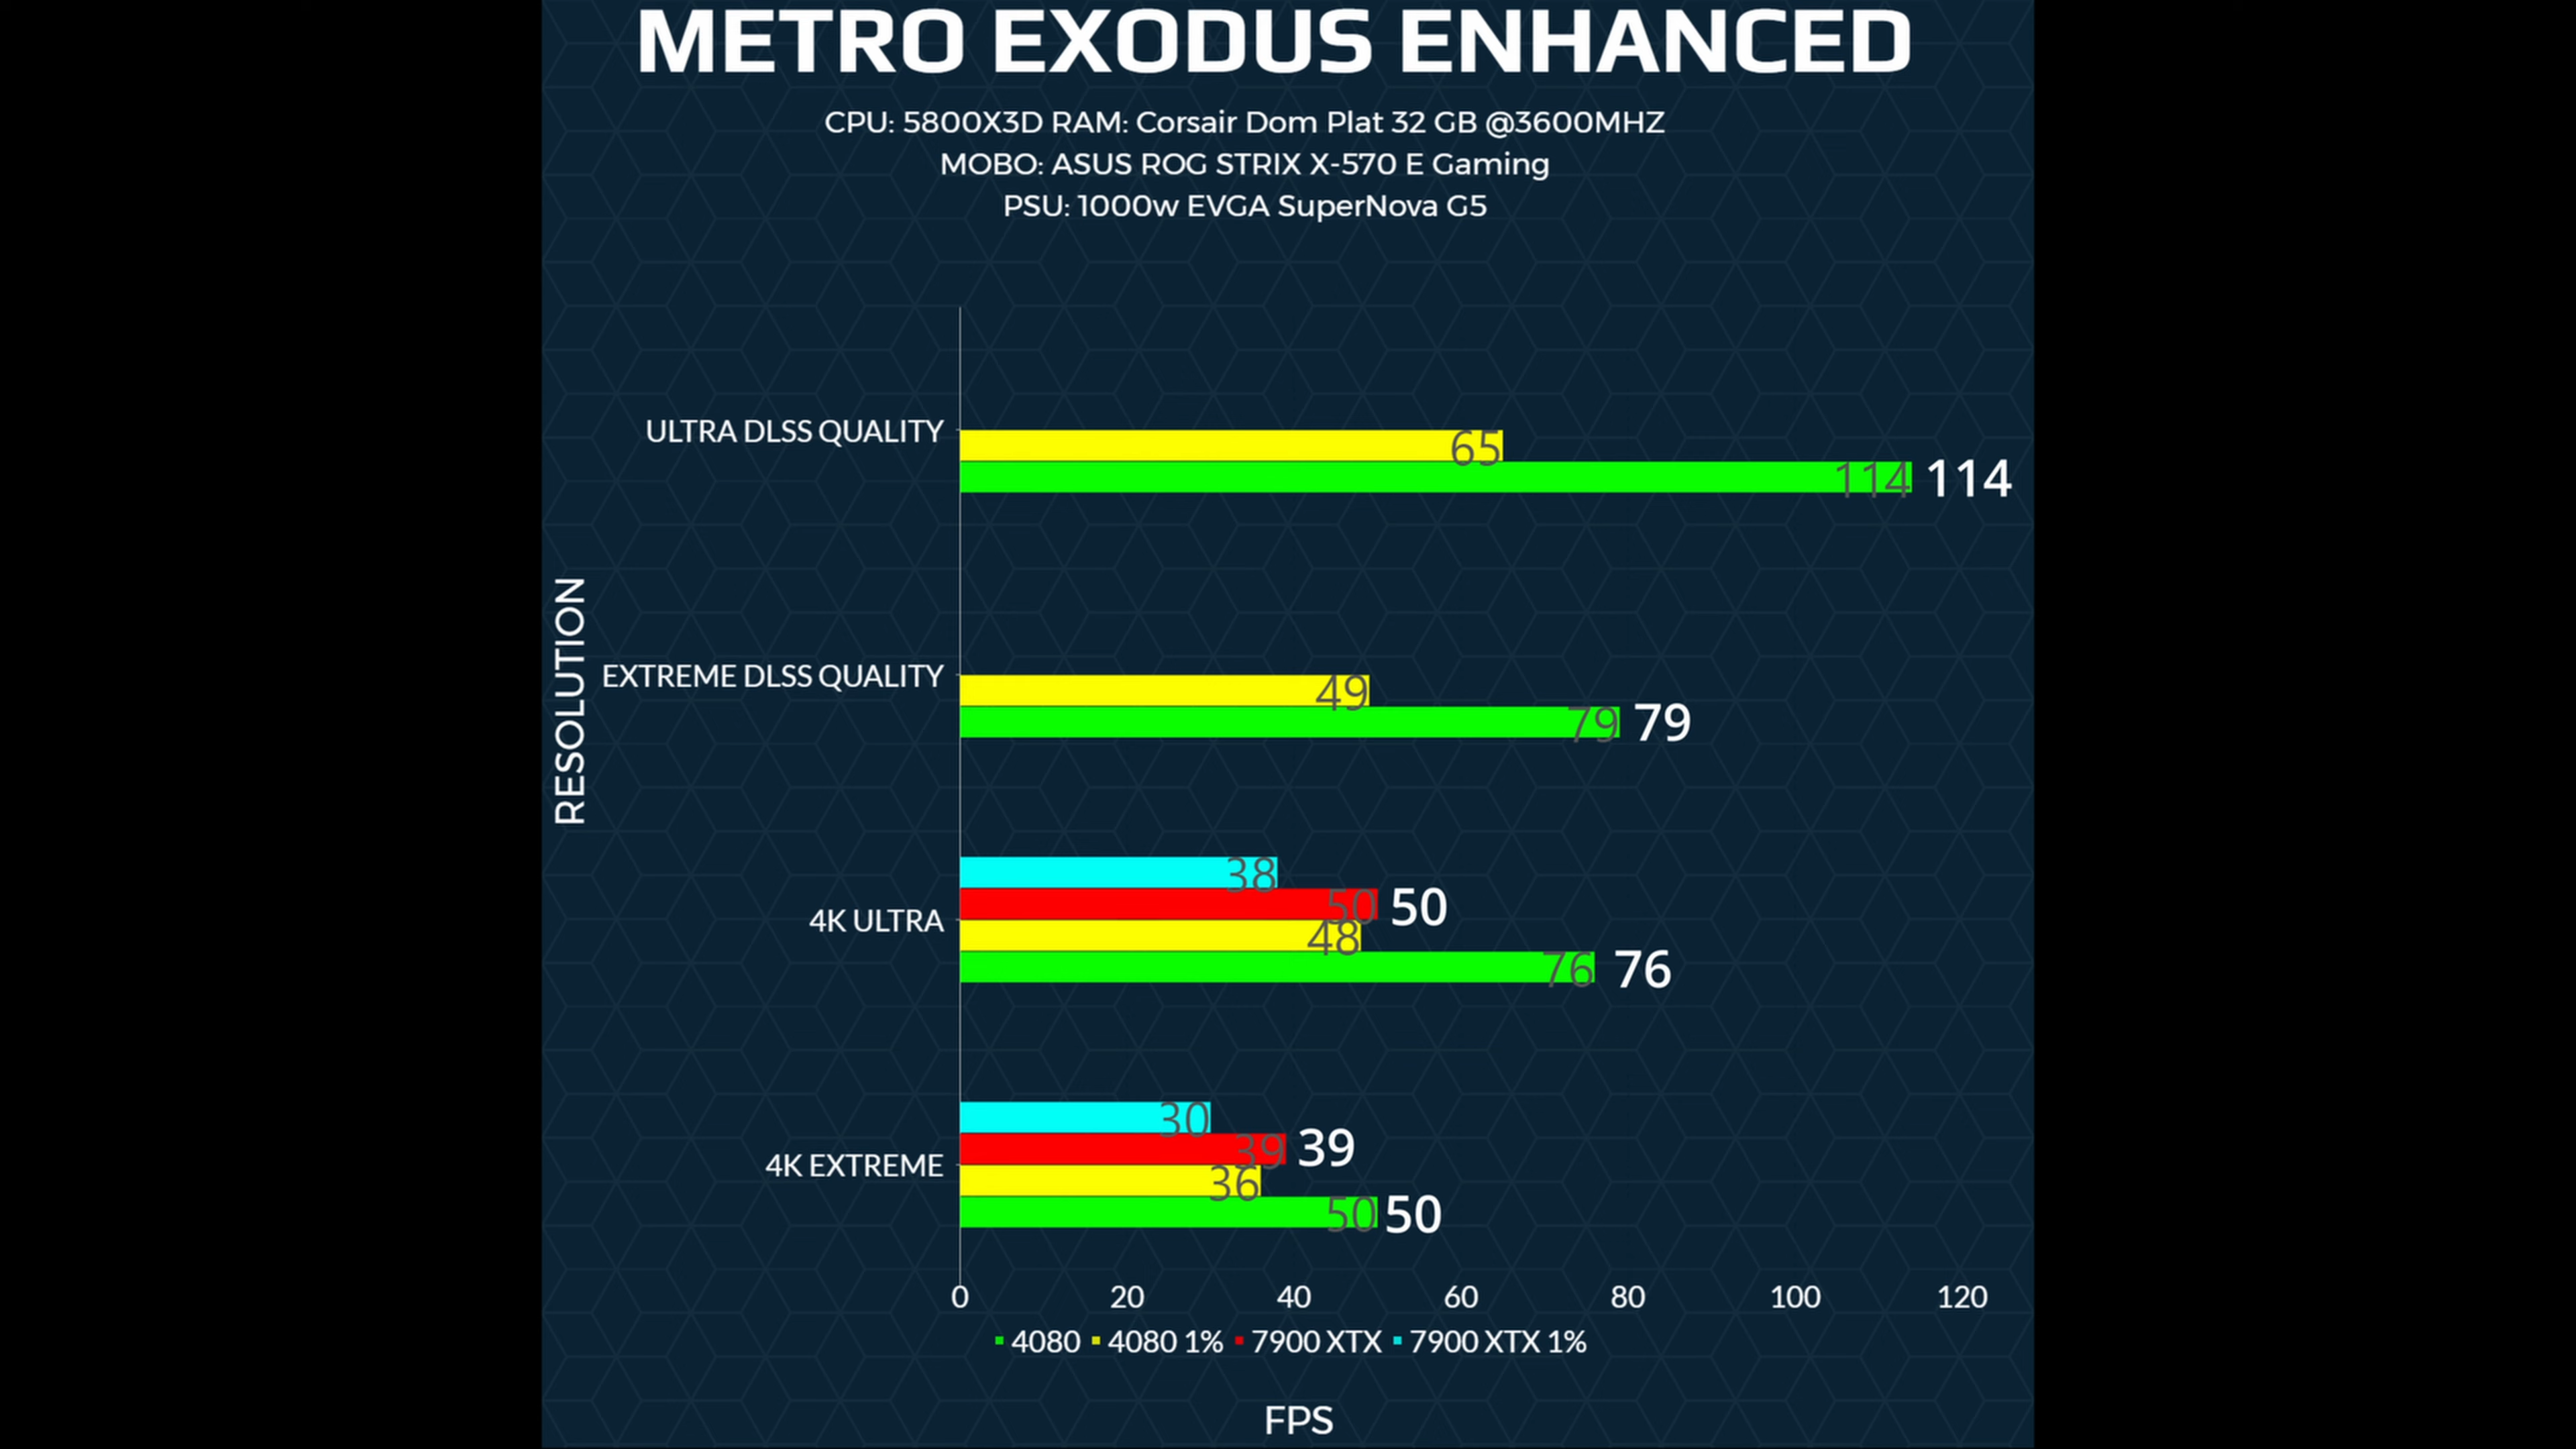 METRO EXODUS ENHANCED
CPU: 5800X3D RAM: Corsair Dom Plat 32 GB @3600MHZ
MOBO: ASUS ROG STRIX X-570 E Gaming
PSU: 1000w EVGA SuperNova G5
RESOLUTION
ULTRA DLSS QUALITY
65
114 114
EXTREME DLSS QUALITY
49
79 79
4K ULTRA
38
50 50
48
76 76
4K EXTREME
30
39 39
36
50 50
0 20 40 60 80 100 120
4080 4080 1% 7900 XTX 7900 XTX 1%
FPS